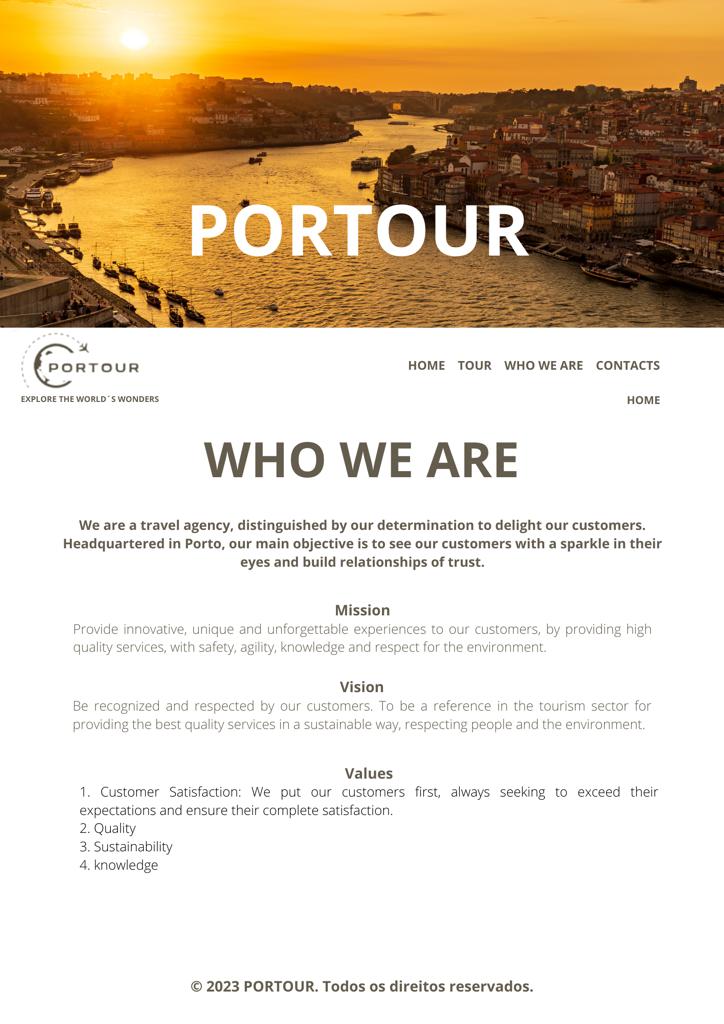 PORTOUR
PORTOUR
EXPLORE THE WORLD´S WONDERS
HOME TOUR WHO WE ARE CONTACTS
HOME
WHO WE ARE
We are a travel agency, distinguished by our determination to delight our customers.
Headquartered in Porto, our main objective is to see our customers with a sparkle in their
eyes and build relationships of trust.
Mission
Provide innovative, unique and unforgettable experiences to our customers, by providing high
quality services, with safety, agility, knowledge and respect for the environment.
Vision
Be recognized and respected by our customers. To be a reference in the tourism sector for
providing the best quality services in a sustainable way, respecting people and the environment.
Values
1. Customer Satisfaction: We put our customers first, always seeking to exceed their
expectations and ensure their complete satisfaction.
2. Quality
3. Sustainability
4. knowledge
© 2023 PORTOUR. Todos os direitos reservados.